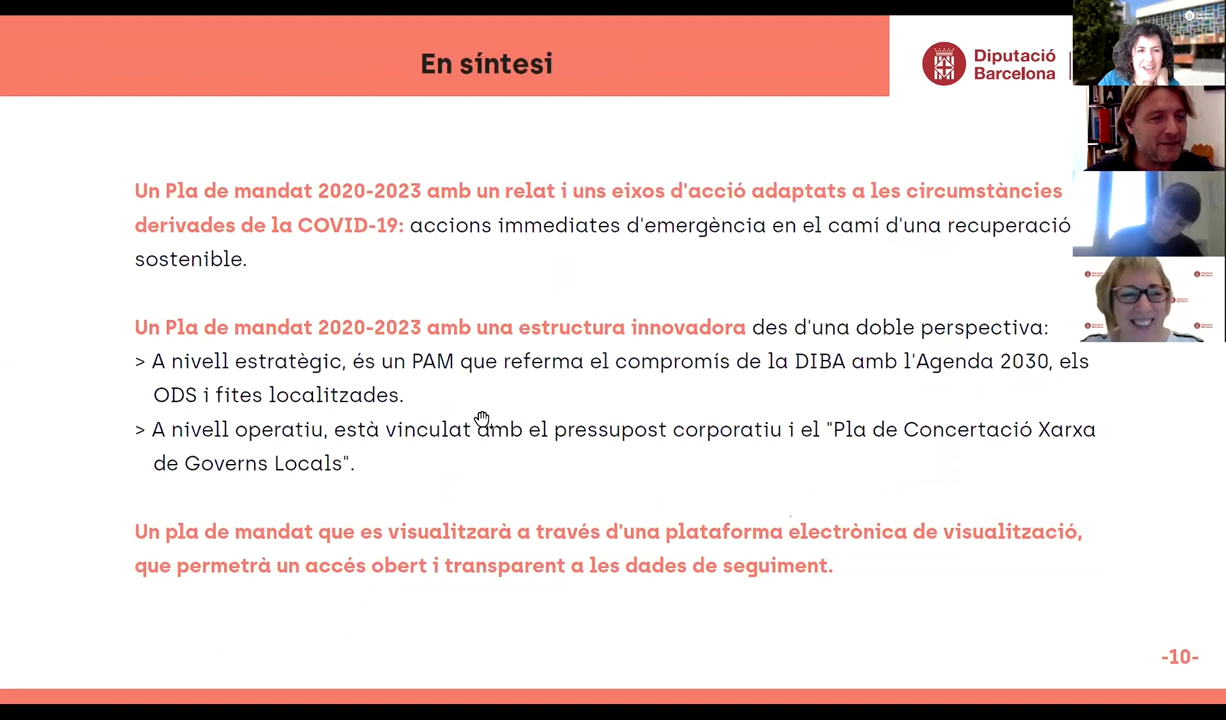 En síntesi
Diputació
Barcelona
Un Pla de mandat 2020-2023 amb un relat i uns eixos d'acció adaptats a les circumstàncies
derivades de la COVID-19: accions immediates d'emergència en el camí d'una recuperació
sostenible.
Un Pla de mandat 2020-2023 amb una estructura innovadora des d'una doble perspectiva:
> A nivell estratègic, és un PAM que referma el compromís de la DIBA amb l'Agenda 2030, els
ODS i fites localitzades.
> A nivell operatiu, està vinculat amb el pressupost corporatiu i el "Pla de Concertació Xarxa
de Governs Locals".
Un pla de mandat que es visualitzarà a través d'una plataforma electrònica de visualització,
que permetrà un accés obert i transparent a les dades de seguiment.
-10-